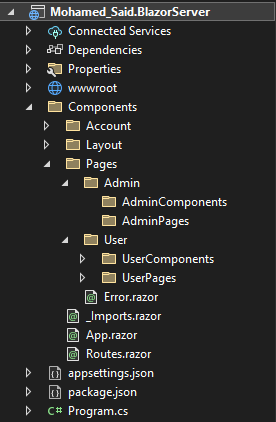 Mohamed_Said.BlazorServer
Connected Services
Dependencies
Properties
wwwroot
Components
Account
Layout
Pages
Admin
AdminComponents
AdminPages
User
UserComponents
UserPages
Error.razor
_Imports.razor
App.razor
Routes.razor
appsettings.json
package.json
C# Program.cs